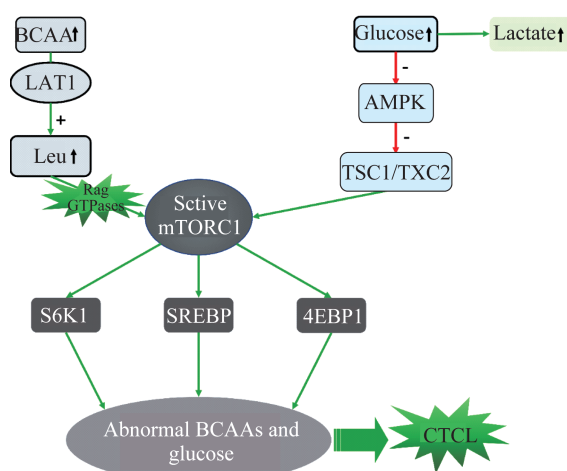 BCAA↑
LAT1
+
Leu↑
Rag
GTPases
Glucose↑
Lactate↑
-
AMPK
-
TSC1/TXC2
Sctive
mTORC1
S6K1
SREBP
4EBP1
Abnormal BCAAs and
glucose
CTCL